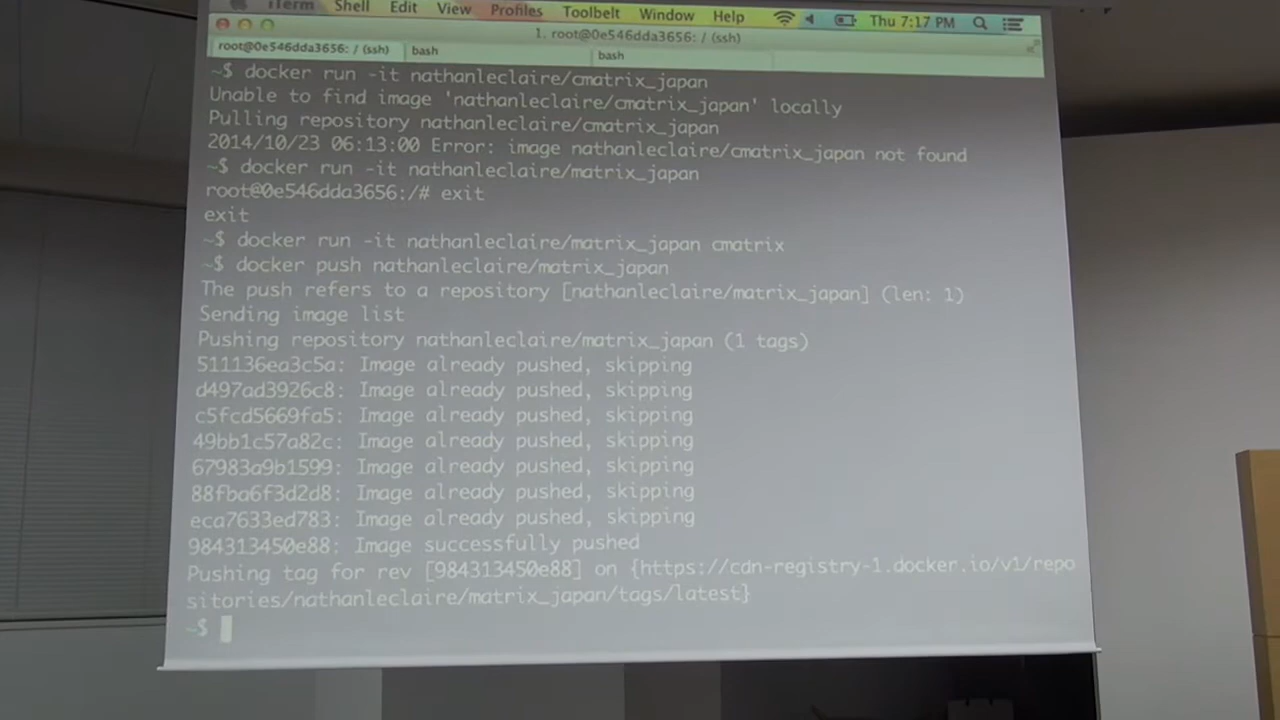 iTerm Shell Edit View Profiles Toolbelt Window Help Thu 7:17 PM
1. root@0e546dda3656: / (ssh)
root@0e546dda3656: / (ssh) bash bash
~$ docker run -it nathanleclaire/cmatrix_japan
Unable to find image 'nathanleclaire/cmatrix_japan' locally
Pulling repository nathanleclaire/cmatrix_japan
2014/10/23 06:13:00 Error: image nathanleclaire/cmatrix_japan not found
~$ docker run -it nathanleclaire/matrix_japan
root@0e546dda3656:/# exit
exit
~$ docker run -it nathanleclaire/matrix_japan cmatrix
~$ docker push nathanleclaire/matrix_japan
The push refers to a repository [nathanleclaire/matrix_japan] (len: 1)
Sending image list
Pushing repository nathanleclaire/matrix_japan (1 tags)
511136ea3c5a: Image already pushed, skipping
d497ad3926c8: Image already pushed, skipping
c5fcd5669fa5: Image already pushed, skipping
49bb1c57a82c: Image already pushed, skipping
67983a9b1599: Image already pushed, skipping
88fba6f3d2d8: Image already pushed, skipping
eca7633ed783: Image already pushed, skipping
984313450e88: Image successfully pushed
Pushing tag for rev [984313450e88] on {https://cdn-registry-1.docker.io/v1/repo
sitories/nathanleclaire/matrix_japan/tags/latest}
~$